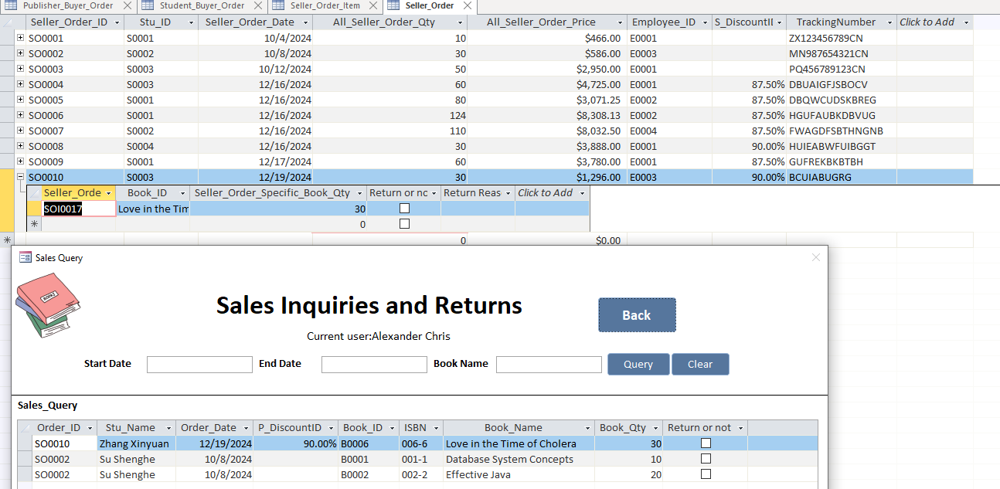 Publisher_Buyer_Order Student_Buyer_Order Seller_Order_Item Seller_Order
Seller_Order_ID Stu_ID Seller_Order_Date All_Seller_Order_Qty All_Seller_Order_Price Employee_ID S_DiscountI TrackingNumber Click to Add
SO0001 S0001 10/4/2024 10 $466.00 E0001 ZX123456789CN
SO0002 S0002 10/8/2024 30 $586.00 E0003 MN987654321CN
SO0003 S0003 10/12/2024 50 $2,950.00 E0001 PQ456789123CN
SO0004 S0003 12/16/2024 60 $4,725.00 E0001 87.50% DBUAIGFJSBOCV
SO0005 S0001 12/16/2024 80 $3,071.25 E0002 87.50% DBQWCUDSKBREG
SO0006 S0001 12/16/2024 124 $8,308.13 E0002 87.50% HGUFAUBKDBVUG
SO0007 S0002 12/16/2024 110 $8,032.50 E0004 87.50% FWAGDFSBTHNGNB
SO0008 S0004 12/16/2024 30 $3,888.00 E0001 90.00% HUIEABWFUIBGGT
SO0009 S0001 12/17/2024 60 $3,780.00 E0001 87.50% GUFREKBKBTBH
SO0010 S0003 12/19/2024 30 $1,296.00 E0003 90.00% BCUIABUGRG
Seller_Orde Book_ID Seller_Order_Specific_Book_Qty Return or nc Return Reas Click to Add
SOI0017 Love in the Tim 30
0
0 $0.00
Sales Query
BOOKS
Sales Inquiries and Returns
Back
Current user:Alexander Chris
Start Date End Date Book Name Query Clear
Sales_Query
Order_ID Stu_Name Order_Date P_DiscountID Book_ID ISBN Book_Name Book_Qty Return or not
SO0010 Zhang Xinyuan 12/19/2024 90.00% B0006 006-6 Love in the Time of Cholera 30
SO0002 Su Shenghe 10/8/2024 B0001 001-1 Database System Concepts 10
SO0002 Su Shenghe 10/8/2024 B0002 002-2 Effective Java 20